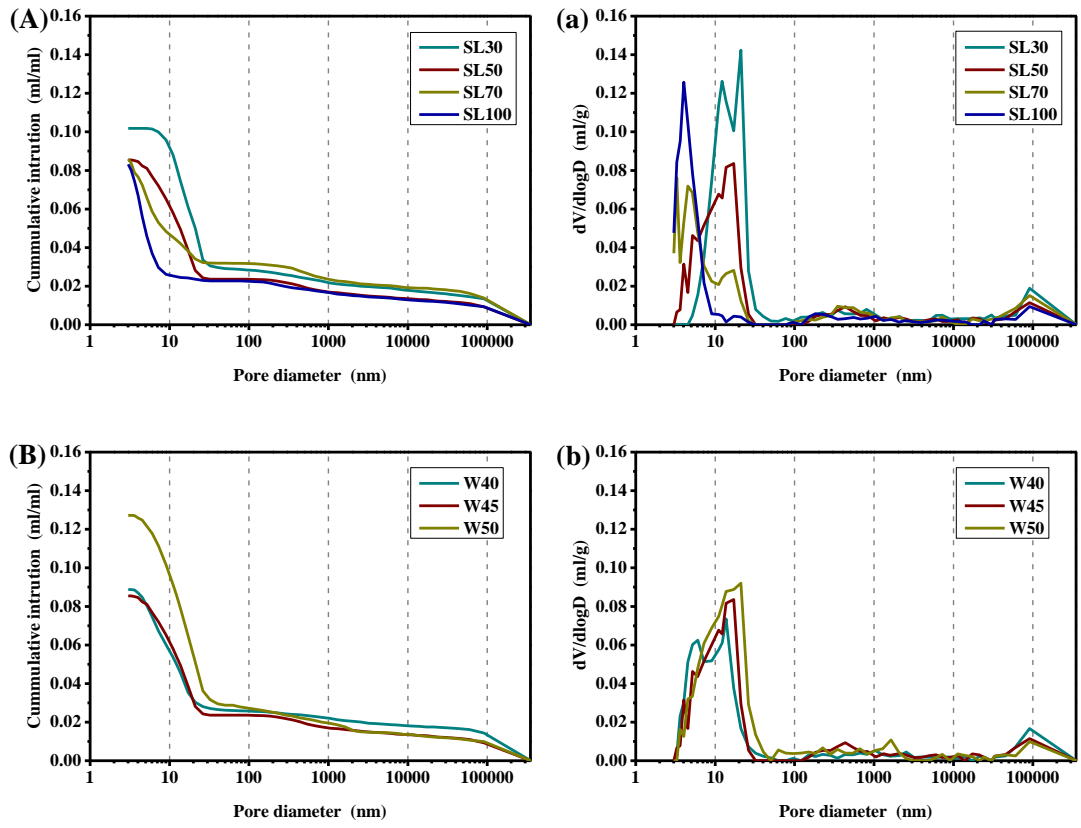 (A)
0.16
0.14
0.12
0.10
0.08
0.06
0.04
0.02
0.00
Cummulative intrution (ml/ml)
SL30
SL50
SL70
SL100
1
10
100
1000
10000
100000
Pore diameter (nm)
(a)
0.16
0.14
0.12
0.10
0.08
0.06
0.04
0.02
0.00
dV/dlogD (ml/g)
SL30
SL50
SL70
SL100
1
10
100
1000
10000
100000
Pore diameter (nm)
(B)
0.16
0.14
0.12
0.10
0.08
0.06
0.04
0.02
0.00
Cummulative intrution (ml/ml)
W40
W45
W50
1
10
100
1000
10000
100000
Pore diameter (nm)
(b)
0.16
0.14
0.12
0.10
0.08
0.06
0.04
0.02
0.00
dV/dlogD (ml/g)
W40
W45
W50
1
10
100
1000
10000
100000
Pore diameter (nm)